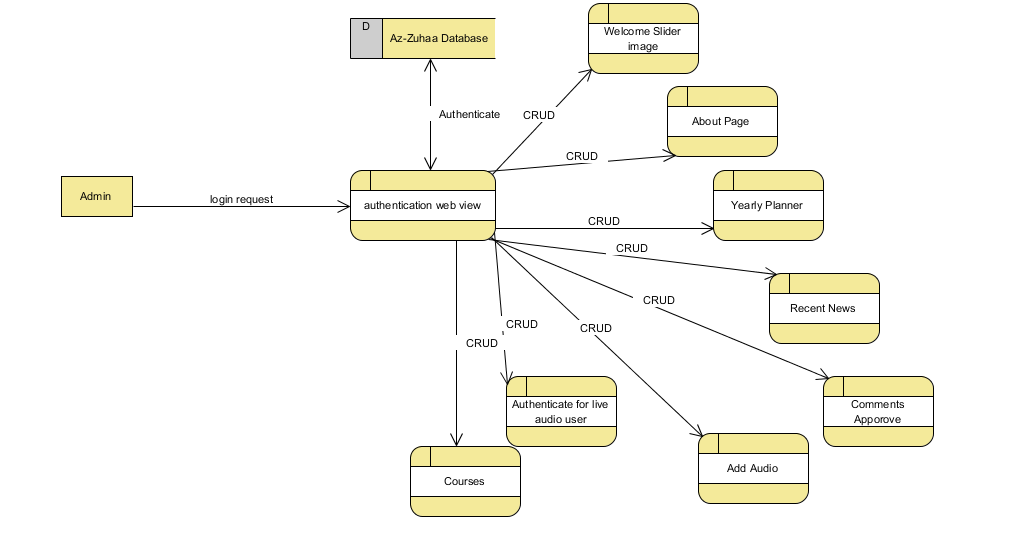 D
Az-Zuhaa Database
Welcome Slider
image
Authenticate
CRUD
About Page
CRUD
Admin
login request
authentication web view
Yearly Planner
CRUD
CRUD
CRUD
Recent News
CRUD
CRUD
CRUD
Authenticate for live
audio user
Comments
Apporove
Add Audio
Courses